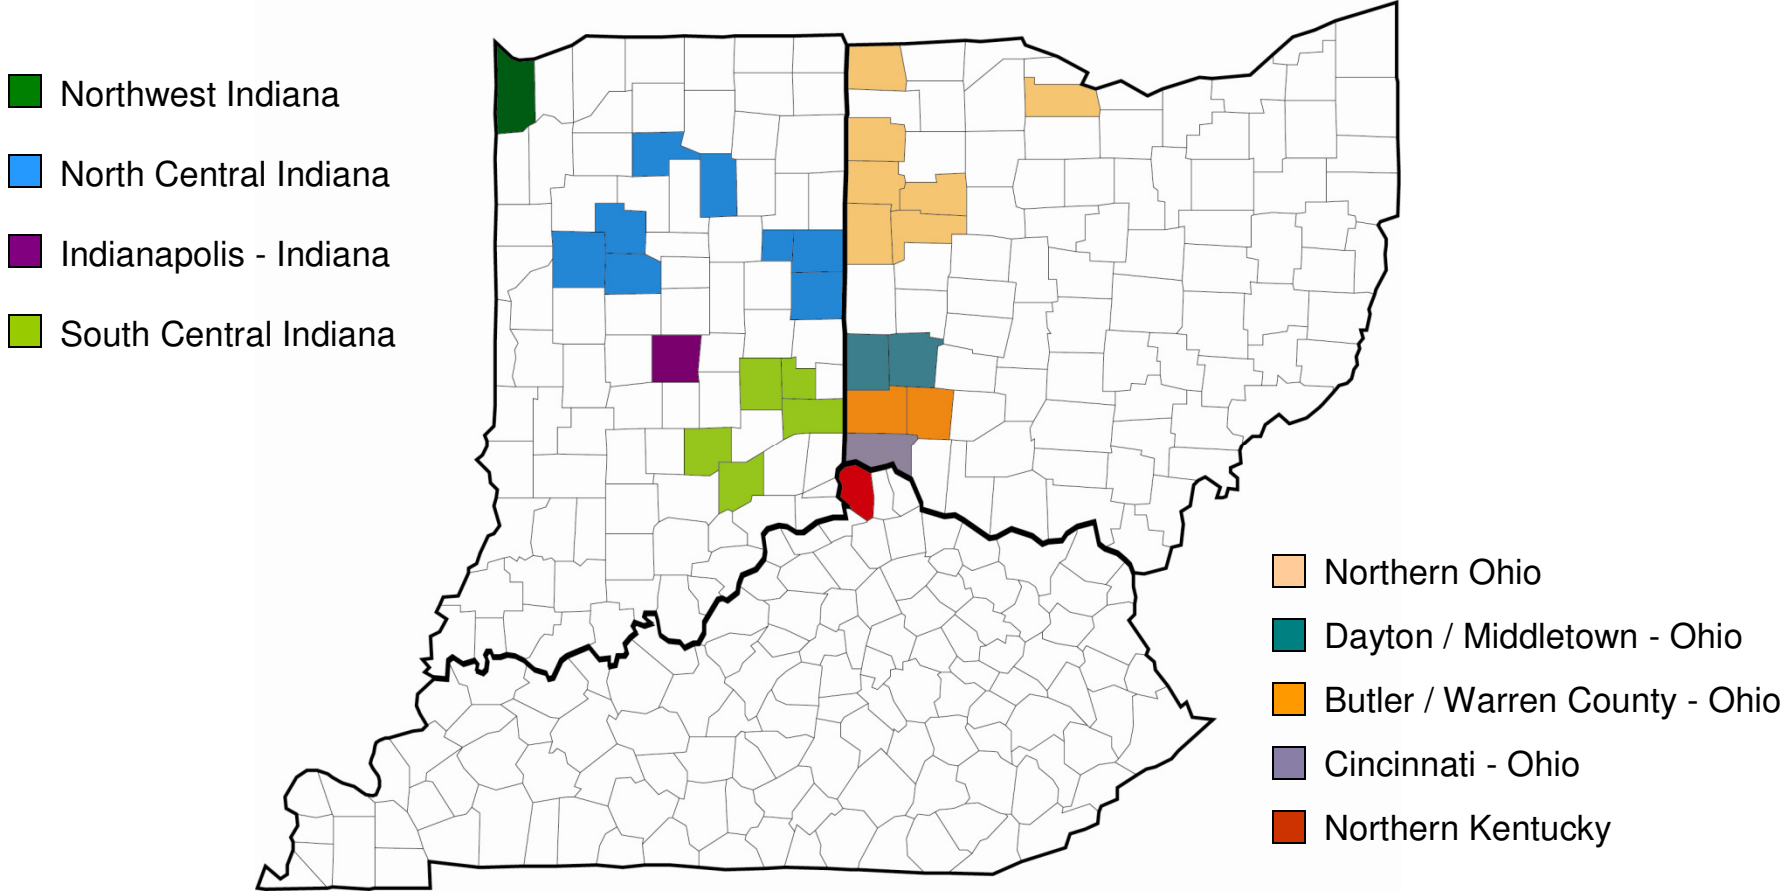 Northwest Indiana
North Central Indiana
Indianapolis - Indiana
South Central Indiana
Northern Ohio
Dayton / Middletown - Ohio
Butler / Warren County - Ohio
Cincinnati - Ohio
Northern Kentucky